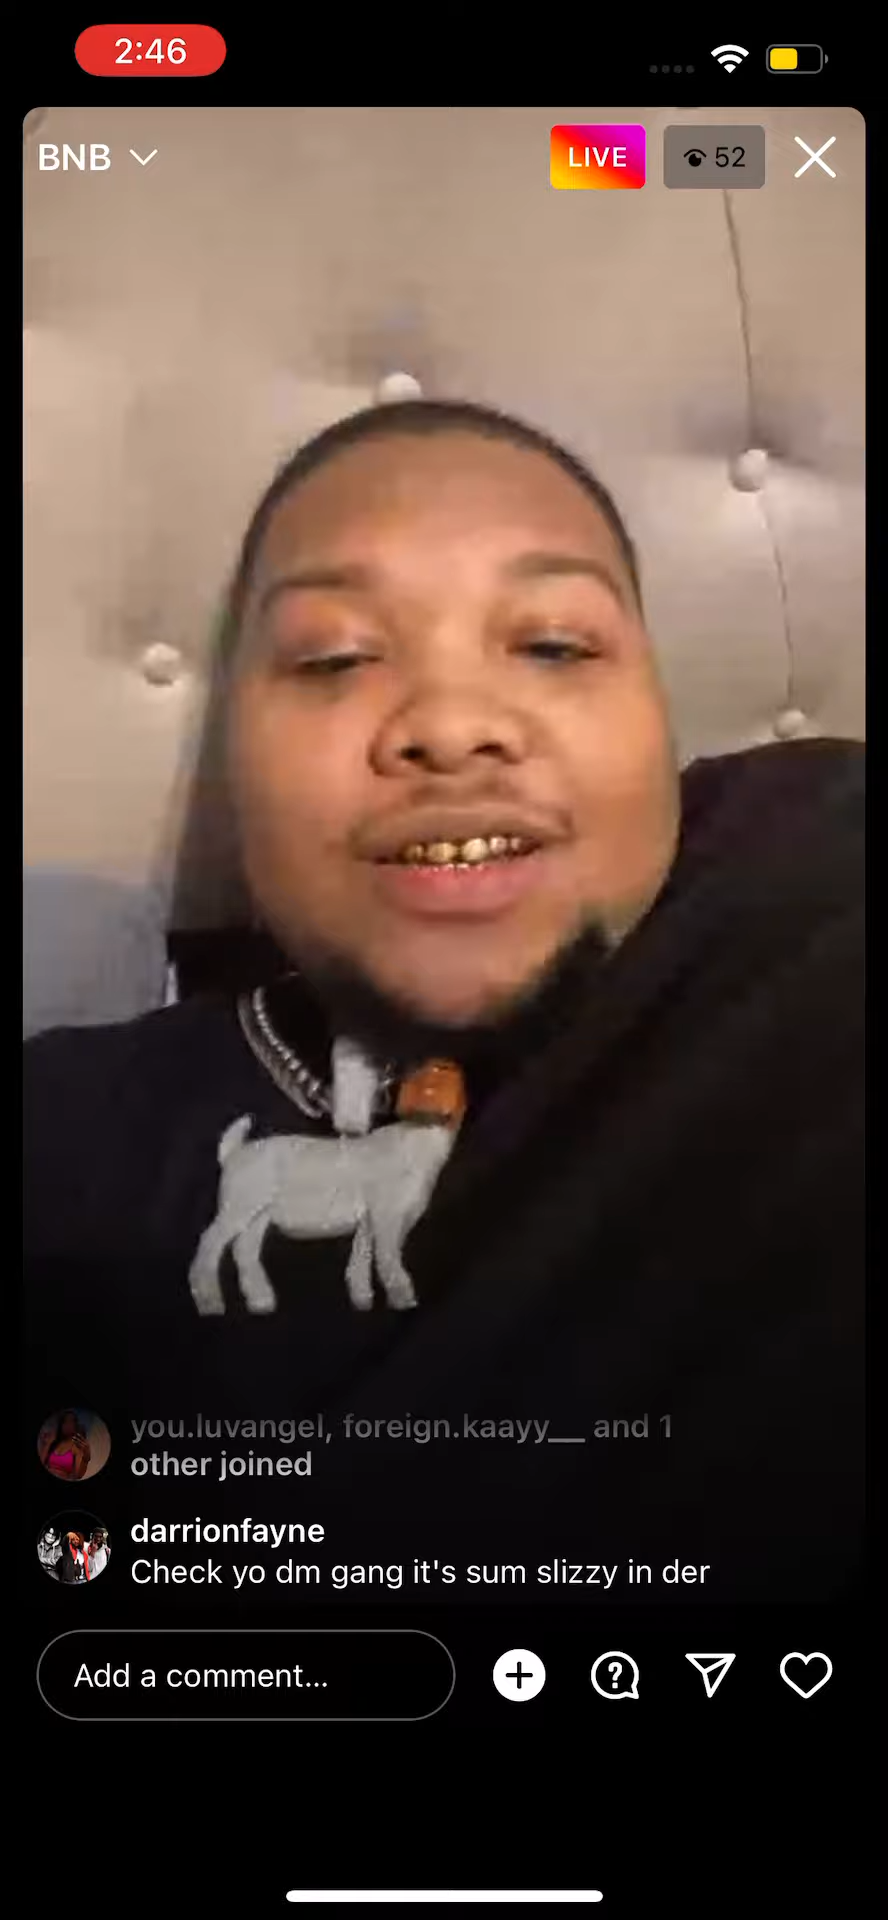 2:46
BNB
LIVE
52
you.luvangel, foreign.kaayy__ and 1
other joined
darrionfayne
Check yo dm gang it's sum slizzy in der
Add a comment...